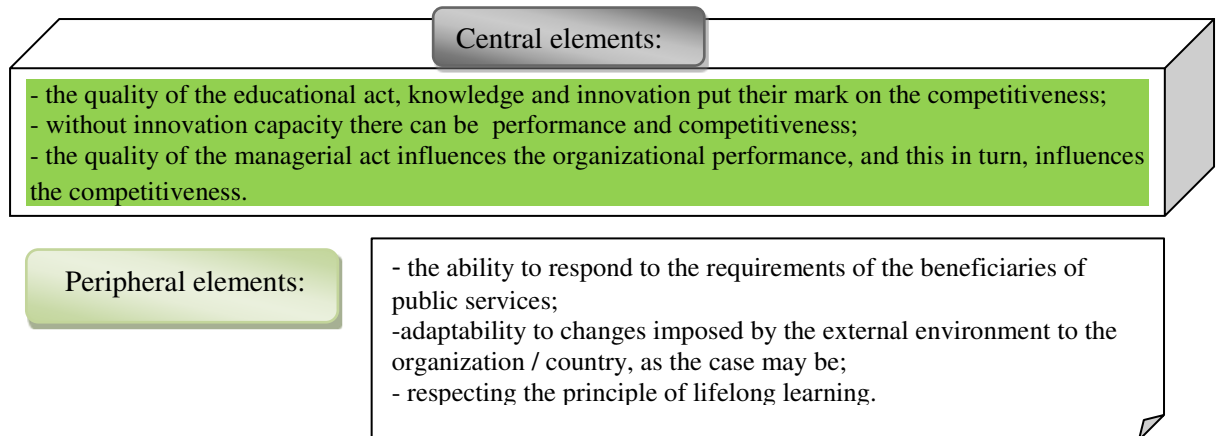 Central elements:
- the quality of the educational act, knowledge and innovation put their mark on the competitiveness;
- without innovation capacity there can be  performance and competitiveness;
- the quality of the managerial act influences the organizational performance, and this in turn, influences
the competitiveness.
Peripheral elements:
- the ability to respond to the requirements of the beneficiaries of
public services;
-adaptability to changes imposed by the external environment to the
organization / country, as the case may be;
- respecting the principle of lifelong learning.